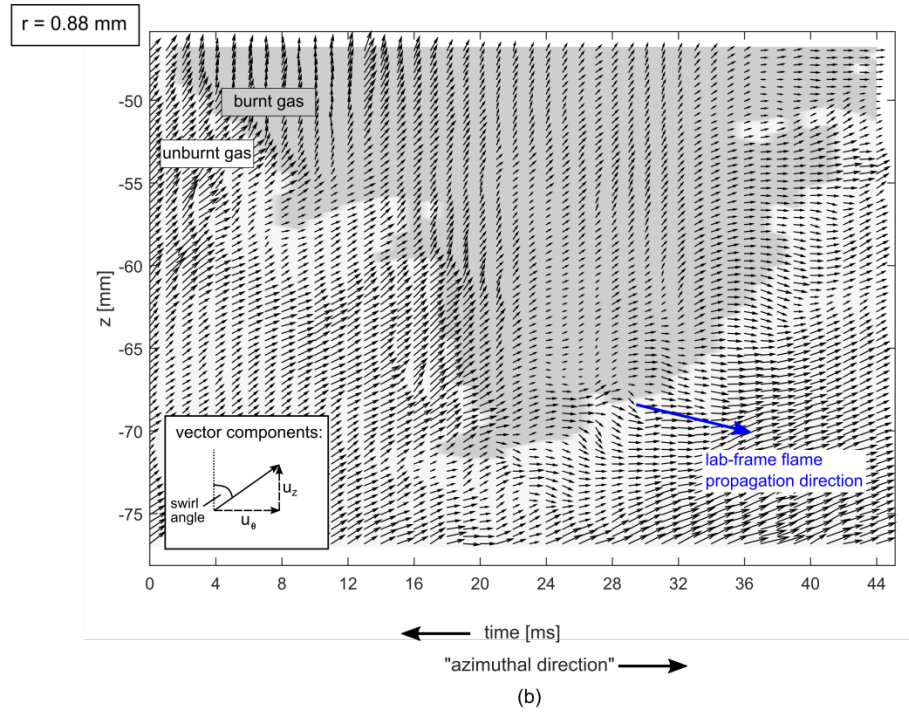 r = 0.88 mm
burnt gas
unburnt gas
-50
-55
-60
-65
-70
-75
z [mm]
vector components:
swirl
angle
u_z
u_θ
lab-frame flame
propagation direction
0 4 8 12 16 20 24 28 32 36 40 44
time [ms]
"azimuthal direction"
(b)